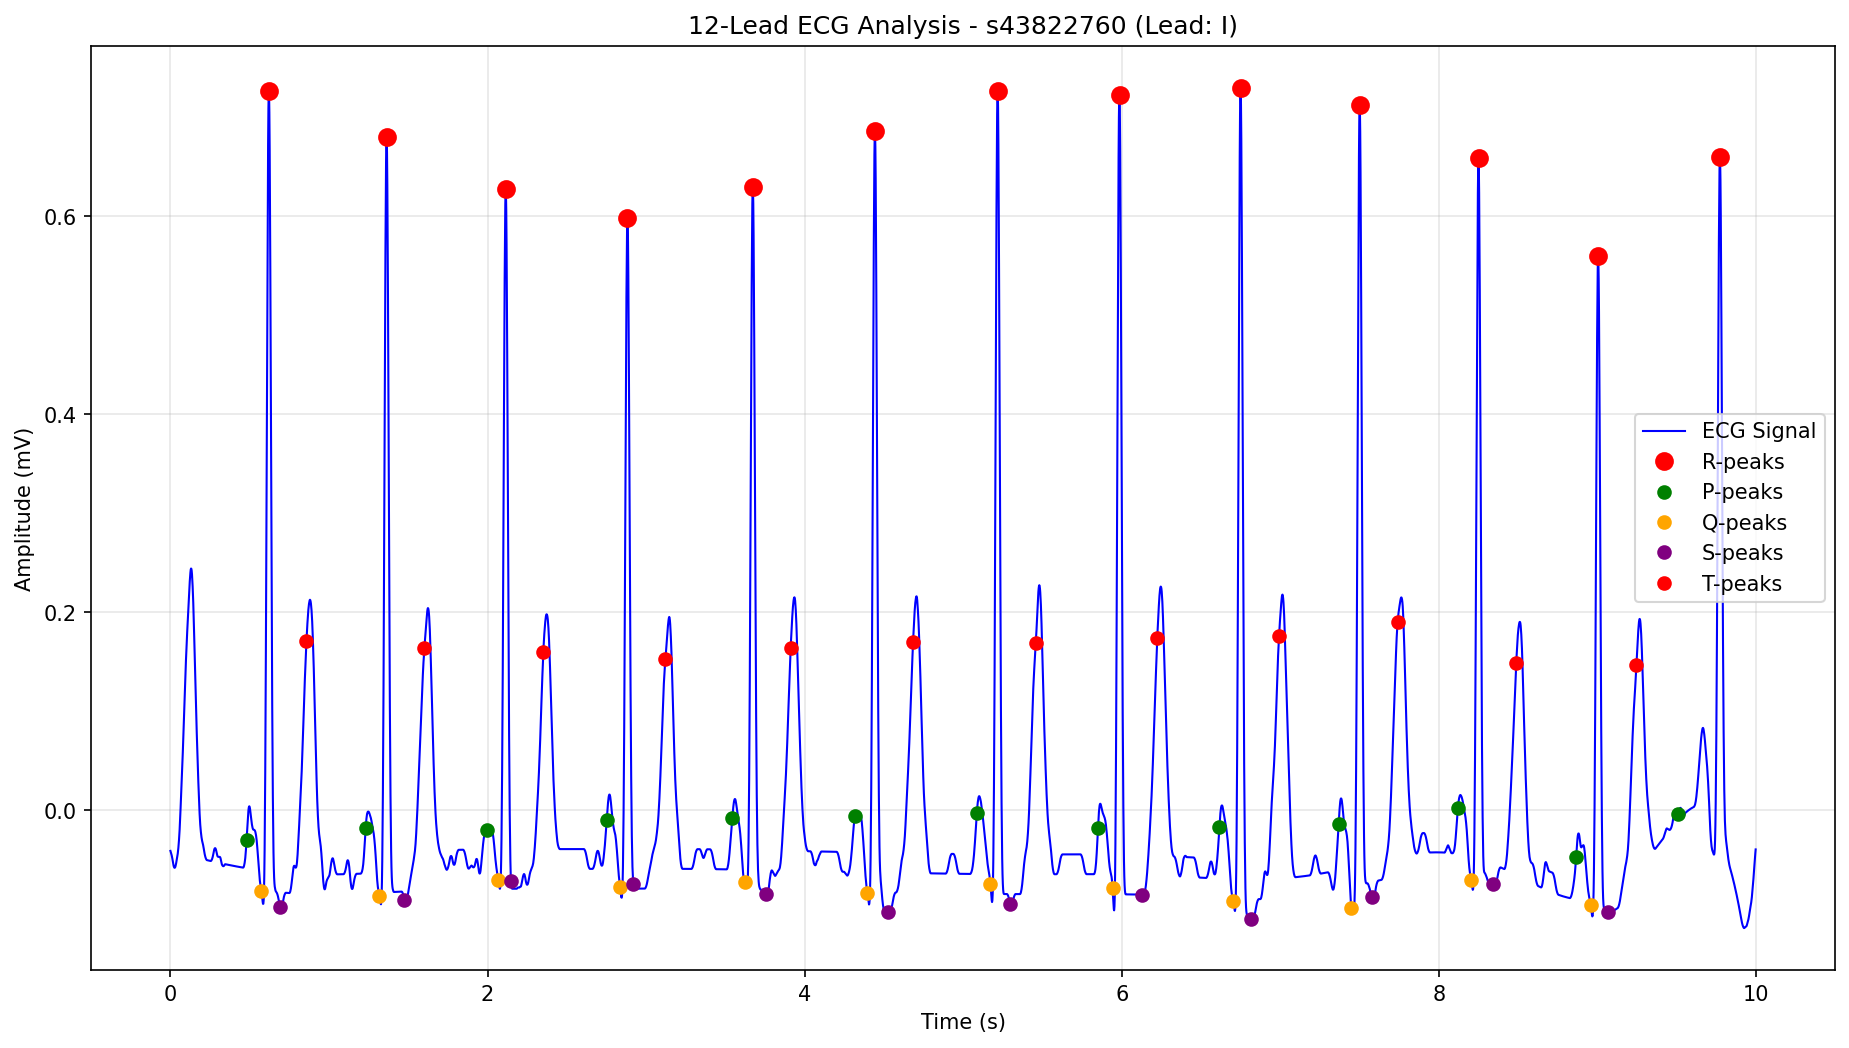 12-Lead ECG Analysis - s43822760 (Lead: I)
Amplitude (mV)
0.6
0.4
0.2
0.0
ECG Signal
R-peaks
P-peaks
Q-peaks
S-peaks
T-peaks
0 2 4 6 8 10
Time (s)